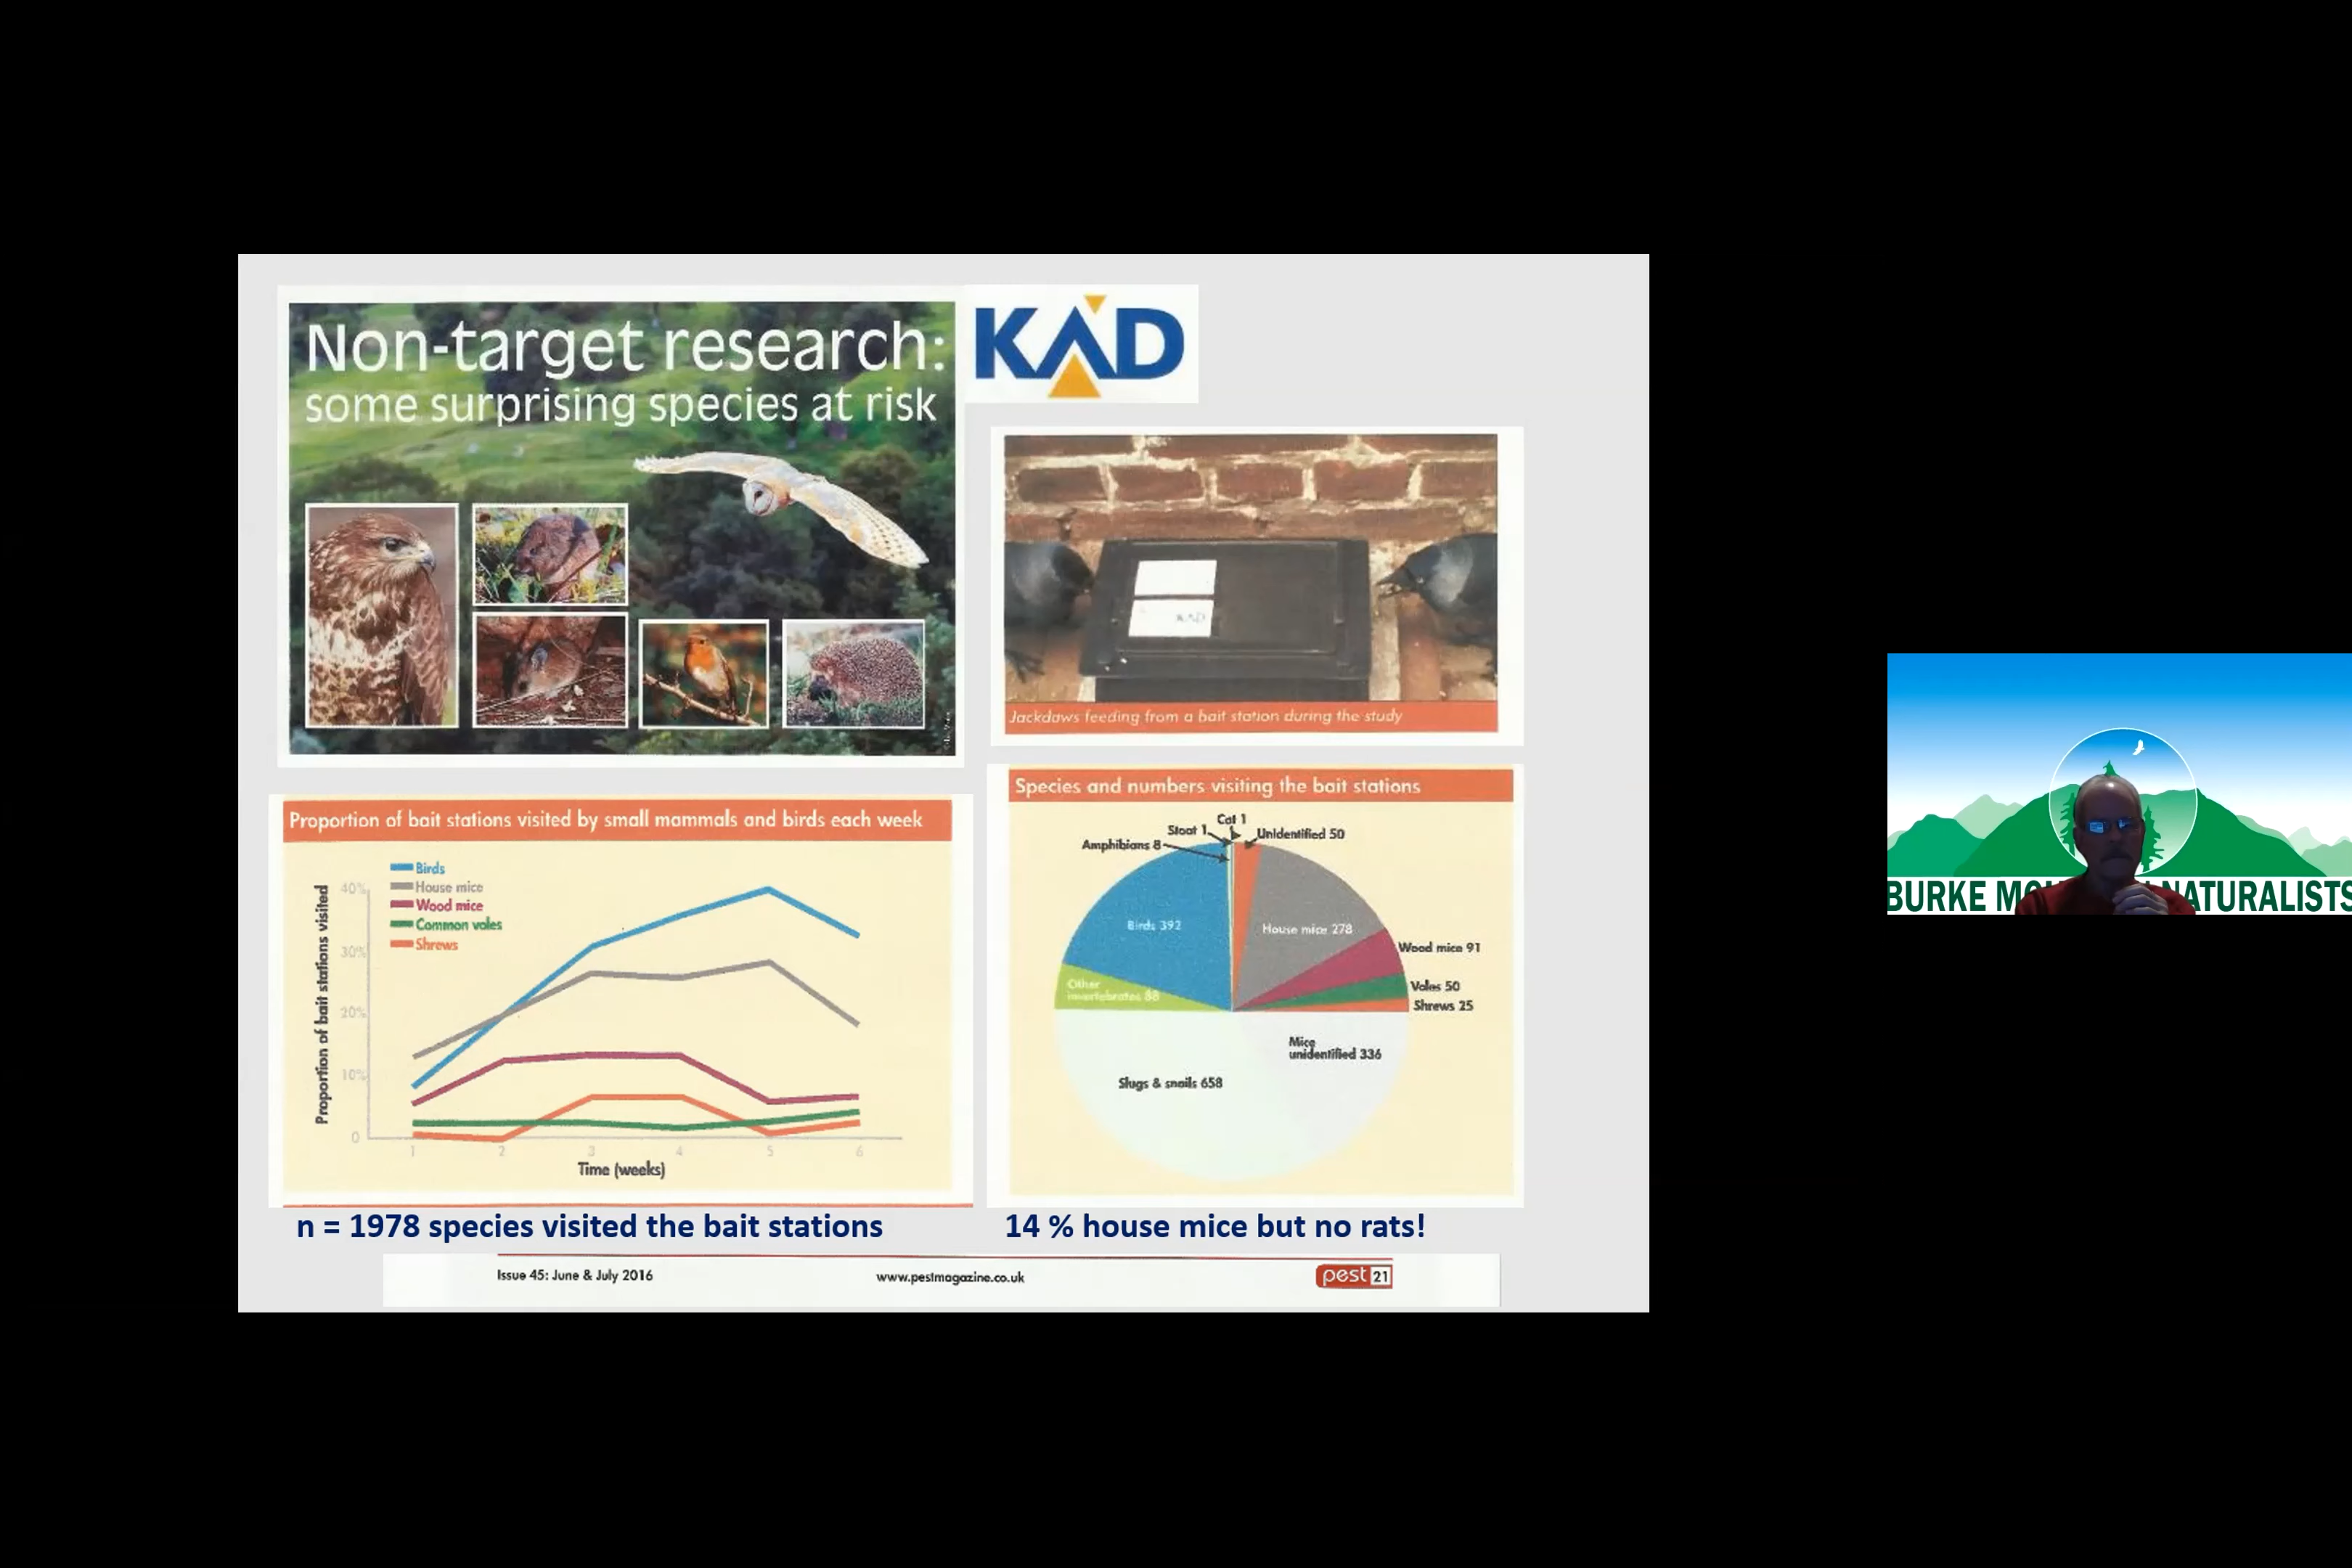 Non-target research:
some surprising species at risk
KAD
KAD
Jackdaws feeding from a bait station during the study
Proportion of bait stations visited by small mammals and birds each week
Birds
House mice
Wood mice
Common voles
Shrews
Proportion of bait stations visited
40%
30%
20%
10%
0
1 2 3 4 5 6
Time (weeks)
Species and numbers visiting the bait stations
Cat 1
Stoat 1
Unidentified 50
Amphibians 8
Birds 392
House mice 278
Wood mice 91
Other
invertebrates 88
Voles 50
Shrews 25
Mice
unidentified 336
Slugs & snails 658
n = 1978 species visited the bait stations
14 % house mice but no rats!
Issue 45: June & July 2016
www.pestmagazine.co.uk
pest 21
BURKE NATURALISTS